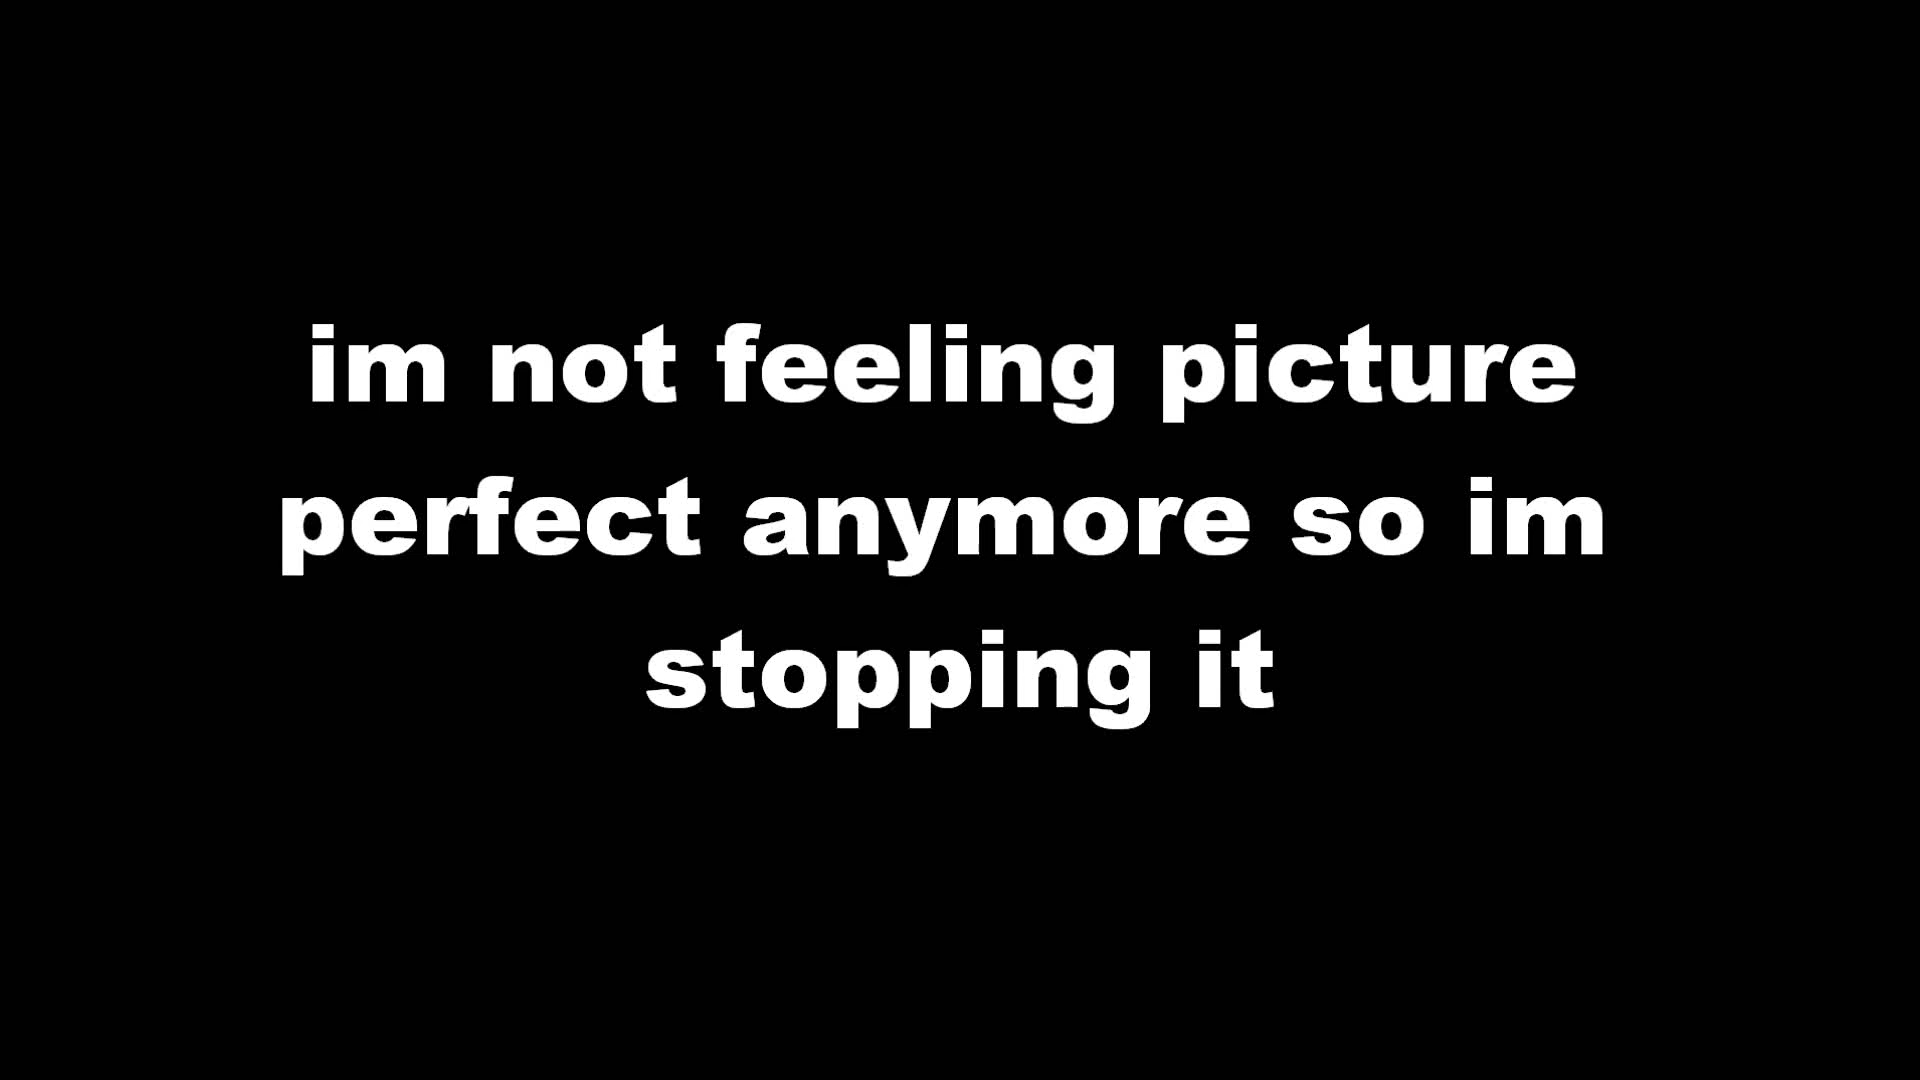 im not feeling picture
perfect anymore so im
stopping it